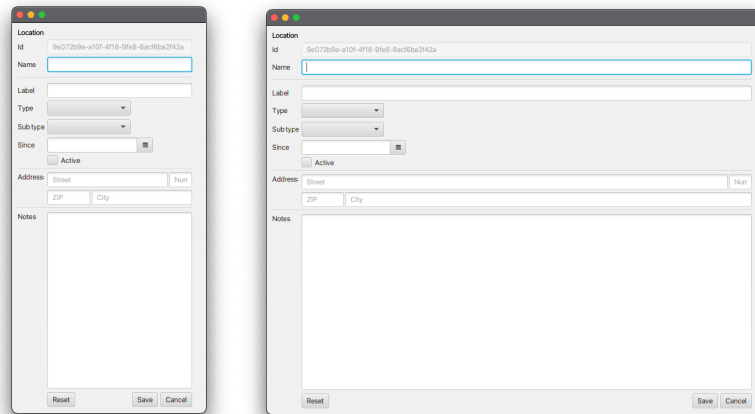 Location
Id 9e072b9e-a10f-4f18-9fe8-8acf6ba2f42a
Name
Label
Type
Subtype
Since
Active
Address Street Num
ZIP City
Notes
Reset Save Cancel
Location
Id 9e072b9e-a10f-4f18-9fe8-8acf6ba2f42a
Name
Label
Type
Subtype
Since
Active
Address Street Num
ZIP City
Notes
Reset Save Cancel